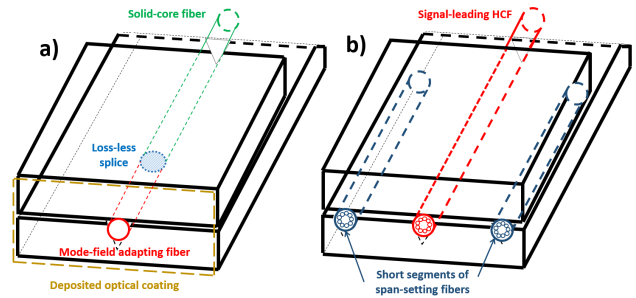 a)
Solid-core fiber
Loss-less
splice
Mode-field adapting fiber
Deposited optical coating
b)
Signal-leading HCF
Short segments of
span-setting fibers